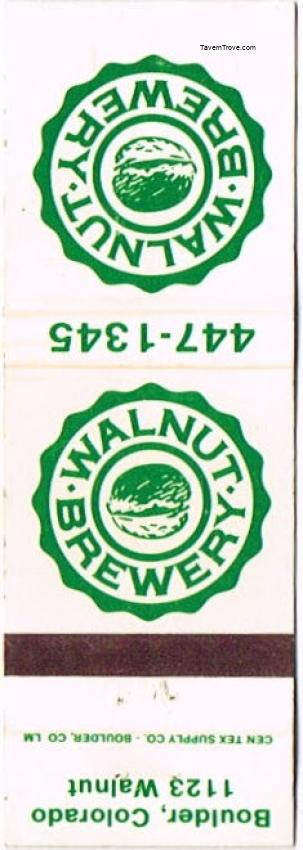 TavernTrove.com
WALNUT · BREWERY ·
447-1345
· WALNUT · BREWERY
CEN TEX SUPPLY CO. - BOULDER, CO LM
1123 Walnut
Boulder, Colorado